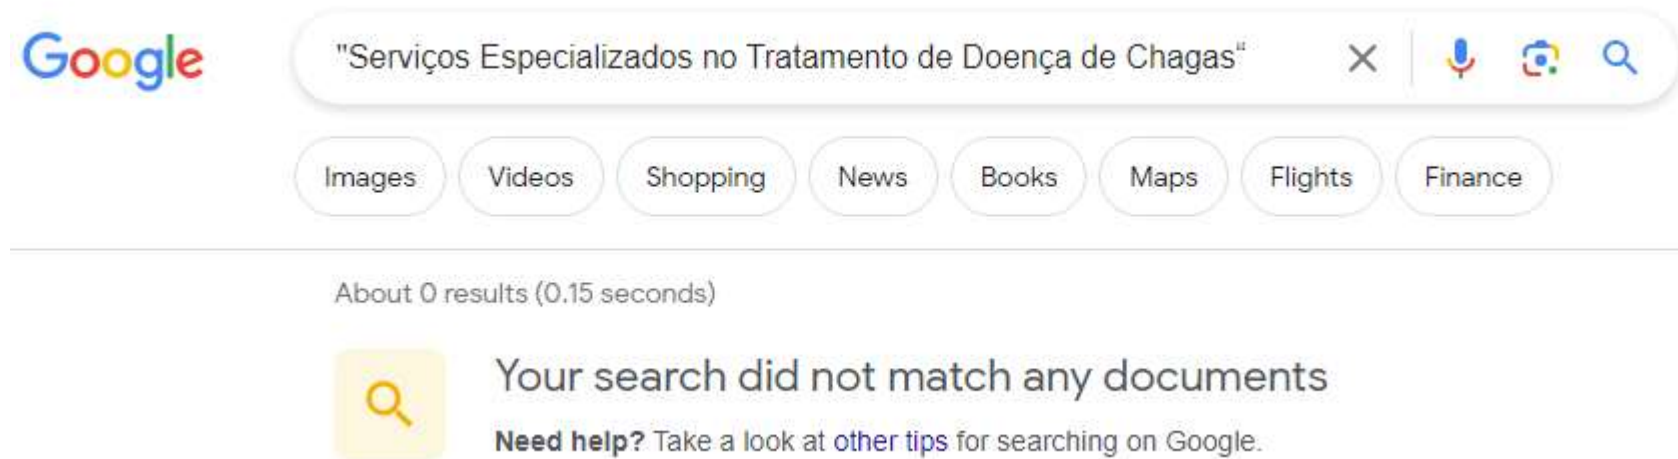 Google
"Serviços Especializados no Tratamento de Doença de Chagas“
Images Videos Shopping News Books Maps Flights Finance
About 0 results (0.15 seconds)
Your search did not match any documents
Need help? Take a look at other tips for searching on Google.